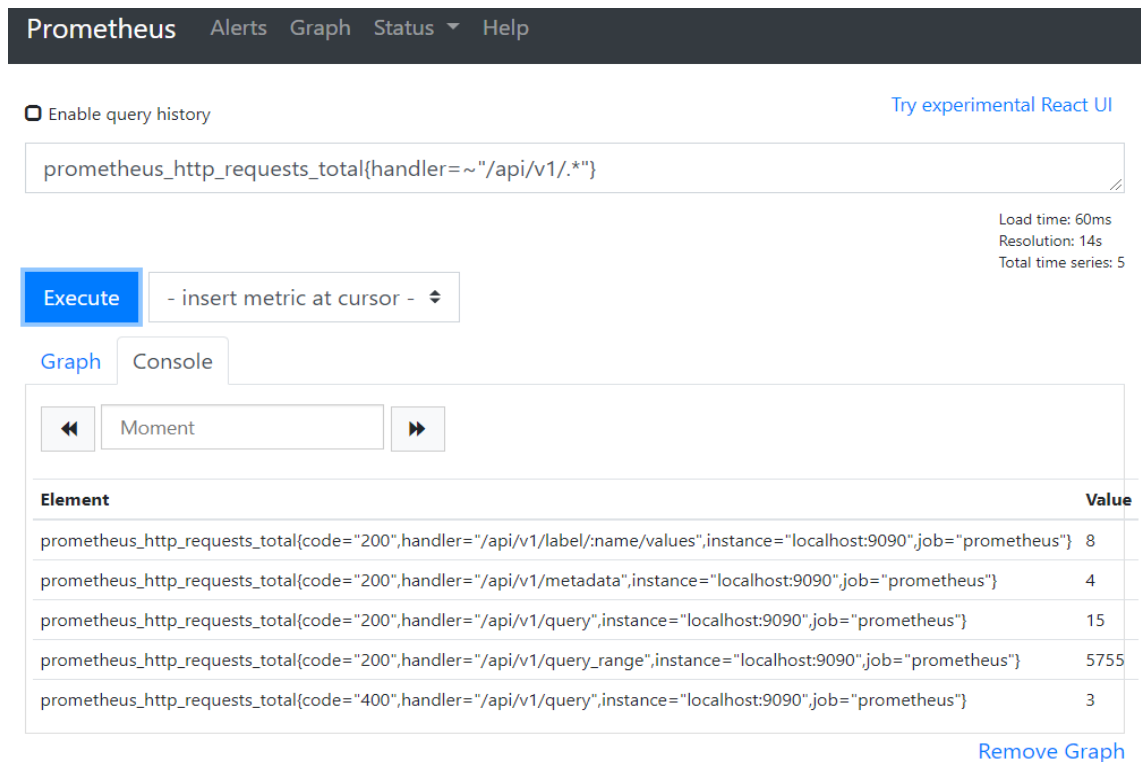 Prometheus Alerts Graph Status Help
Enable query history
Try experimental React UI
prometheus_http_requests_total{handler=~"/api/v1/.*"}
Load time: 60ms
Resolution: 14s
Total time series: 5
Execute - insert metric at cursor -
Graph Console
Moment
Element Value
prometheus_http_requests_total{code="200",handler="/api/v1/label/:name/values",instance="localhost:9090",job="prometheus"} 8
prometheus_http_requests_total{code="200",handler="/api/v1/metadata",instance="localhost:9090",job="prometheus"} 4
prometheus_http_requests_total{code="200",handler="/api/v1/query",instance="localhost:9090",job="prometheus"} 15
prometheus_http_requests_total{code="200",handler="/api/v1/query_range",instance="localhost:9090",job="prometheus"} 5755
prometheus_http_requests_total{code="400",handler="/api/v1/query",instance="localhost:9090",job="prometheus"} 3
Remove Graph